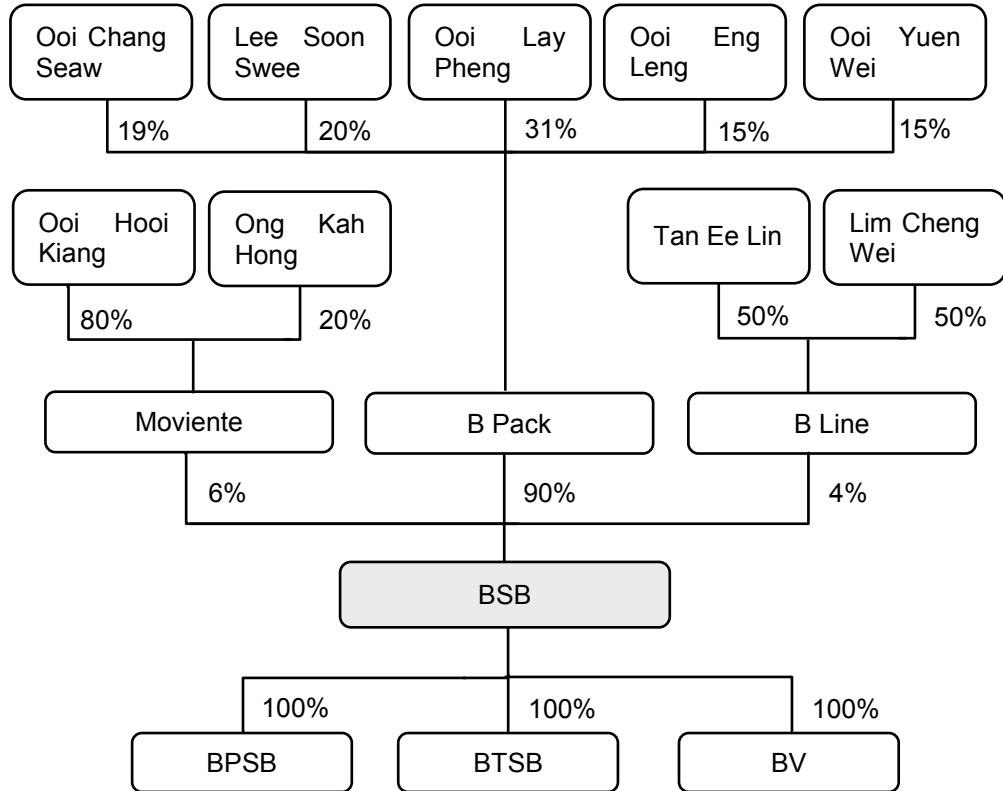 Ooi Chang
Seaw
Lee Soon
Swee
Ooi Lay
Pheng
Ooi Eng
Leng
Ooi Yuen
Wei
19%
20%
31%
15%
15%
Ooi Hooi
Kiang
Ong Kah
Hong
Tan Ee Lin
Lim Cheng
Wei
80%
20%
50%
50%
Moviente
B Pack
B Line
6%
90%
4%
BSB
100%
100%
100%
BPSB
BTSB
BV